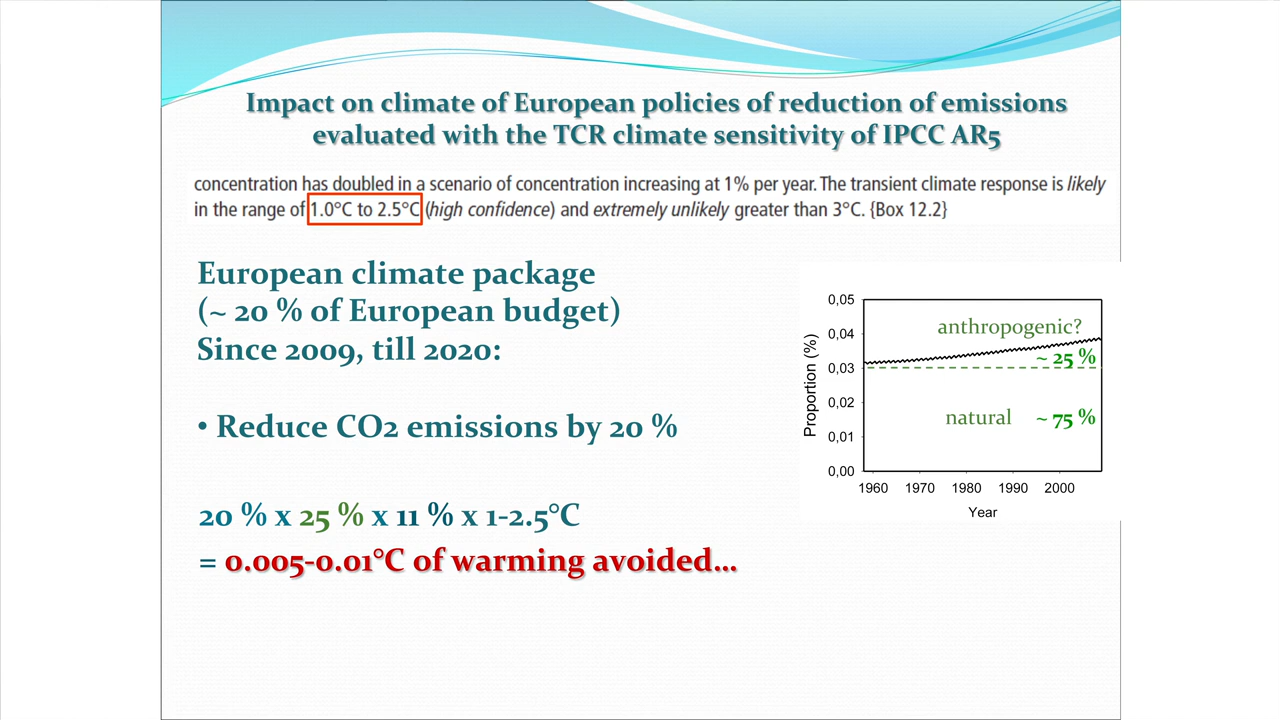 Impact on climate of European policies of reduction of emissions
evaluated with the TCR climate sensitivity of IPCC AR5
concentration has doubled in a scenario of concentration increasing at 1% per year. The transient climate response is likely
in the range of 1.0°C to 2.5°C (high confidence) and extremely unlikely greater than 3°C. {Box 12.2}
European climate package
(~ 20 % of European budget)
Since 2009, till 2020:
• Reduce CO2 emissions by 20 %
20 % x 25 % x 11 % x 1-2.5°C
= 0.005-0.01°C of warming avoided...
Proportion (%)
0,05
0,04
0,03
0,02
0,01
0,00
anthropogenic?
~ 25 %
natural ~ 75 %
1960 1970 1980 1990 2000
Year